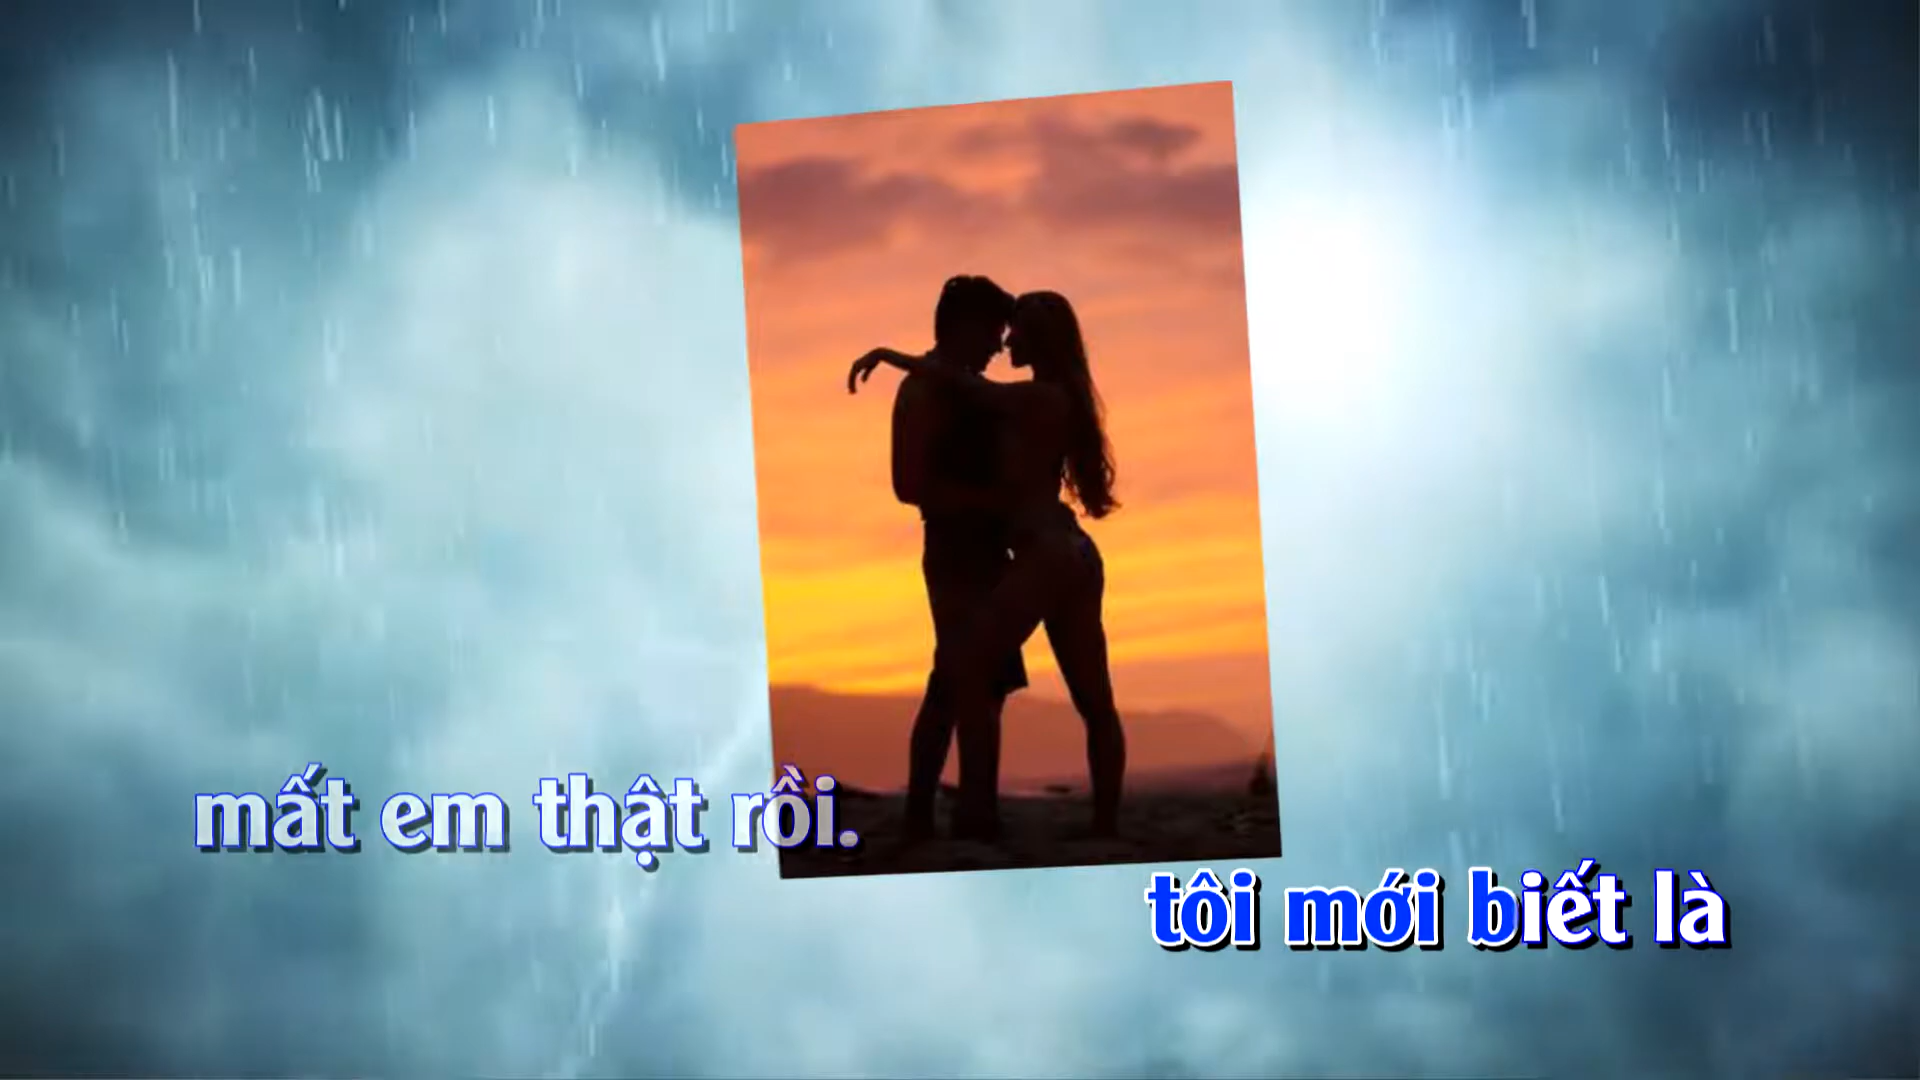 mất em thật rồi.
tôi mới biết là